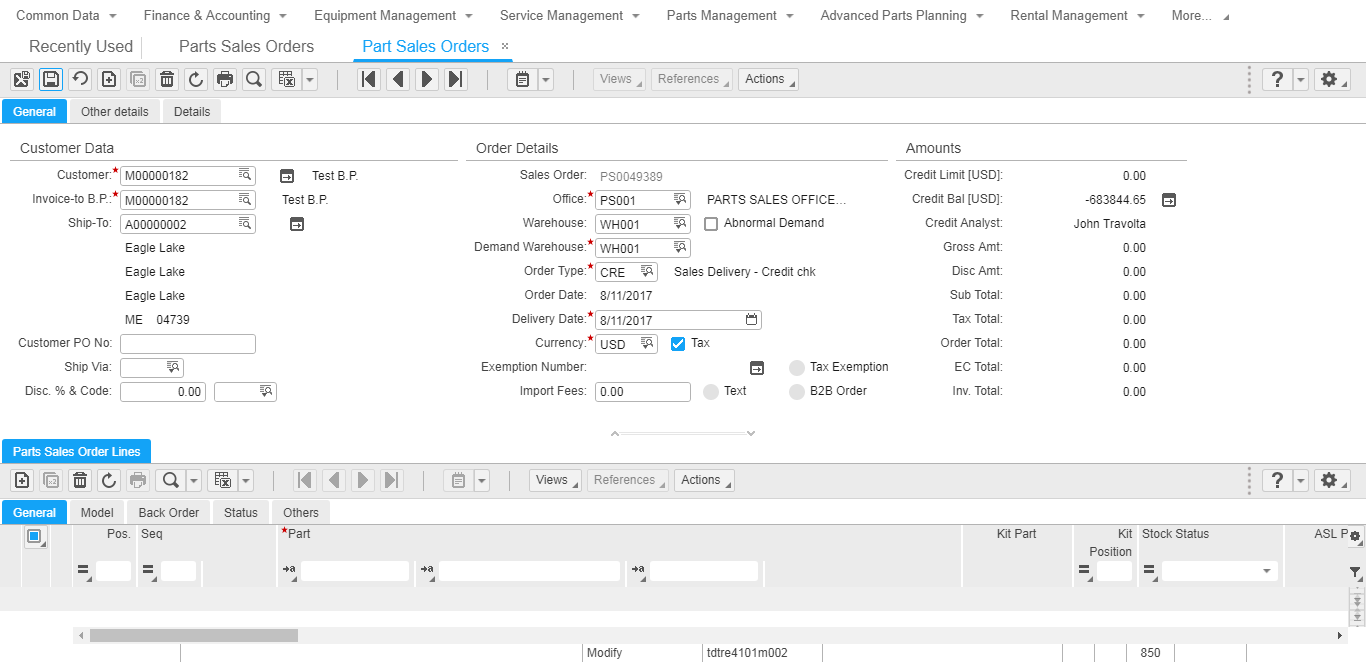 Common Data Finance & Accounting Equipment Management Service Management Parts Management Advanced Parts Planning Rental Management More...
Recently Used Parts Sales Orders Part Sales Orders ×
Views References Actions ?
General Other details Details
Customer Data Order Details Amounts
Customer:* M00000182 Test B.P. Sales Order: PS0049389 Credit Limit [USD]: 0.00
Invoice-to B.P.:* M00000182 Test B.P. Office:* PS001 PARTS SALES OFFICE... Credit Bal [USD]: -683844.65
Ship-To: A00000002 Warehouse: WH001 Abnormal Demand Credit Analyst: John Travolta
Eagle Lake Demand Warehouse:* WH001 Gross Amt: 0.00
Eagle Lake Order Type:* CRE Sales Delivery - Credit chk Disc Amt: 0.00
Eagle Lake Order Date: 8/11/2017 Sub Total: 0.00
ME 04739 Delivery Date:* 8/11/2017 Tax Total: 0.00
Customer PO No: Currency:* USD Tax Order Total: 0.00
Ship Via: Exemption Number: Tax Exemption EC Total: 0.00
Disc. % & Code: 0.00 Import Fees: 0.00 Text B2B Order Inv. Total: 0.00
Parts Sales Order Lines
Views References Actions ?
General Model Back Order Status Others
Pos. Seq *Part Kit Part Kit Stock Status ASL P
Position
Modify tdtre4101m002 850